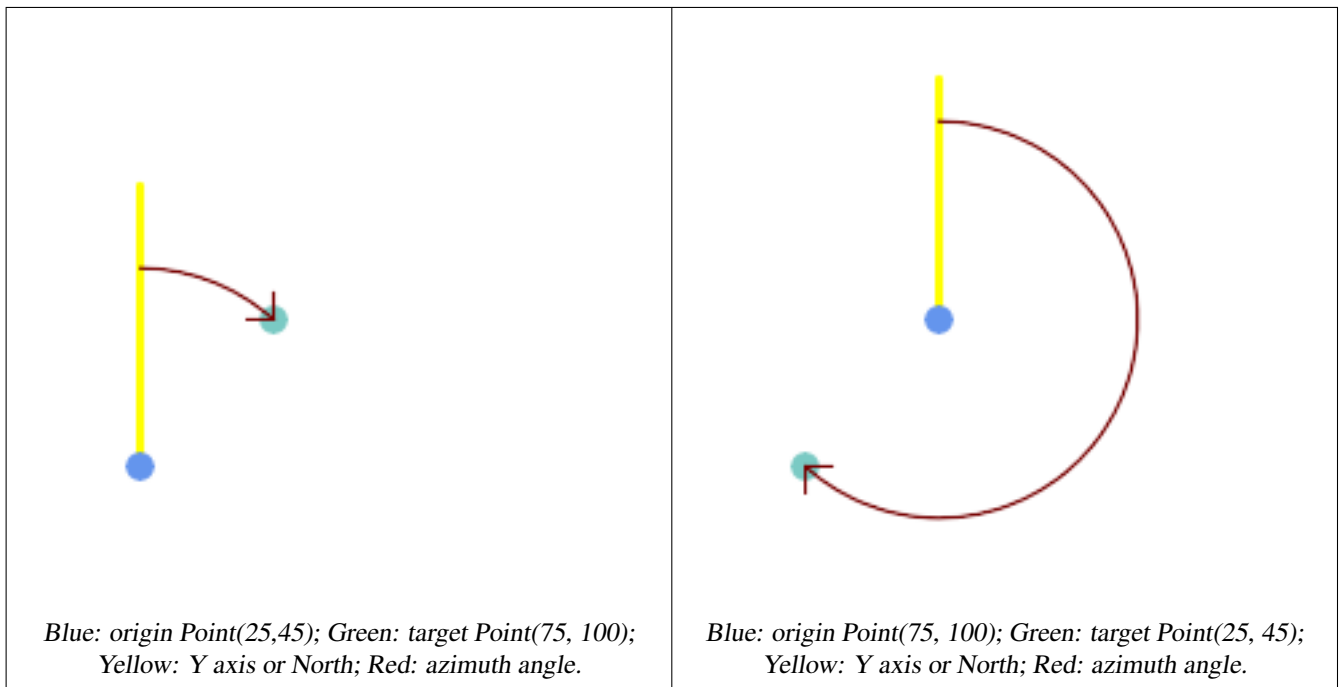 Blue: origin Point(25,45); Green: target Point(75, 100);
Yellow: Y axis or North; Red: azimuth angle.
Blue: origin Point(75, 100); Green: target Point(25, 45);
Yellow: Y axis or North; Red: azimuth angle.